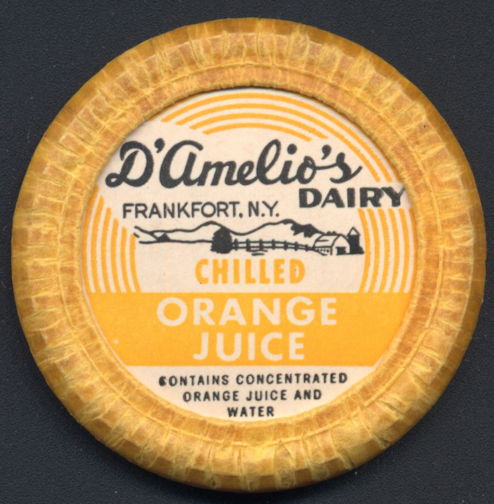 D'Amelio's
DAIRY
FRANKFORT, N.Y.
CHILLED
ORANGE
JUICE
CONTAINS CONCENTRATED
ORANGE JUICE AND
WATER